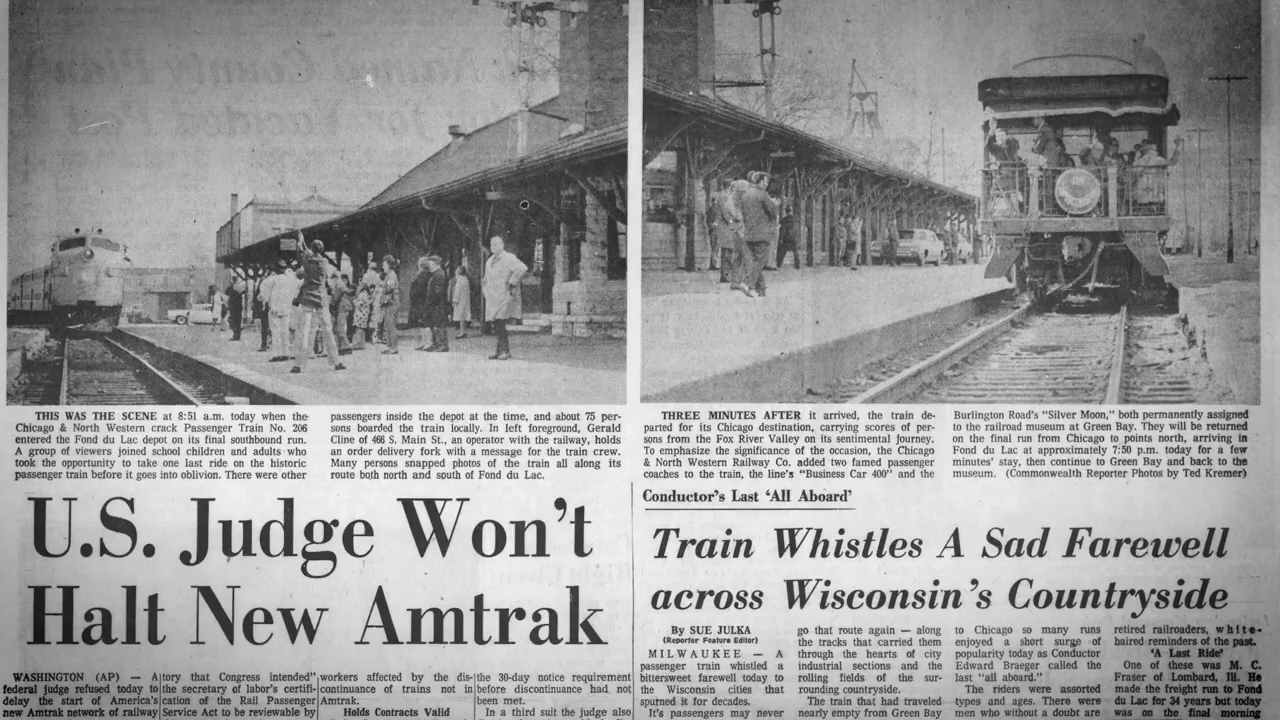 THIS WAS THE SCENE at 8:51 a.m. today when the
Chicago & North Western crack Passenger Train No. 206
entered the Fond du Lac depot on its final southbound run.
A group of viewers joined school children and adults who
took the opportunity to take one last ride on the historic
passenger train before it goes into oblivion. There were other
passengers inside the depot at the time, and about 75 per-
sons boarded the train locally. In left foreground, Gerald
Cline of 466 S. Main St., an operator with the railway, holds
an order delivery fork with a message for the train crew.
Many persons snapped photos of the train all along its
route both north and south of Fond du Lac.
THREE MINUTES AFTER it arrived, the train de-
parted for its Chicago destination, carrying scores of per-
sons from the Fox River Valley on its sentimental journey.
To emphasize the significance of the occasion, the Chicago
& North Western Railway Co. added two famed passenger
coaches to the train, the line's "Business Car 400" and the
Burlington Road's "Silver Moon," both permanently assigned
to the railroad museum at Green Bay. They will be returned
on the final run from Chicago to points north, arriving in
Fond du Lac at approximately 7:50 p.m. today for a few
minutes' stay, then continue to Green Bay and back to the
museum. (Commonwealth Reporter Photos by Ted Kremer)
U.S. Judge Won't
Halt New Amtrak
WASHINGTON (AP) — A
federal judge refused today to
delay the start of America's
new Amtrak network of railway
tory that Congress intended"
the secretary of labor's certifi-
cation of the Rail Passenger
Service Act to be reviewable by
workers affected by the dis-
continuance of trains not in
Amtrak.
Holds Contracts Valid
the 30-day notice requirement
before discontinuance had not
been met.
In a third suit the judge also
Conductor's Last 'All Aboard'
Train Whistles A Sad Farewell
across Wisconsin's Countryside
By SUE JULKA
(Reporter Feature Editor)
MILWAUKEE — A
passenger train whistled a
bittersweet farewell today to
the Wisconsin cities that
spurned it for decades.
It's passengers may never
go that route again — along
the tracks that carried them
through the hearts of city
industrial sections and the
rolling fields of the sur-
rounding countryside.
The train that had traveled
nearly empty from Green Bay
to Chicago so many runs
enjoyed a short surge of
popularity today as Conductor
Edward Braeger called the
last "all aboard."
The riders were assorted
types and ages. There were
men who without a doubt are
retired railroaders, white-
haired reminders of the past.
'A Last Ride'
One of these was M. C.
Fraser of Lombard, Ill. He
made the freight run to Fond
du Lac for 34 years but today
was on the final morning